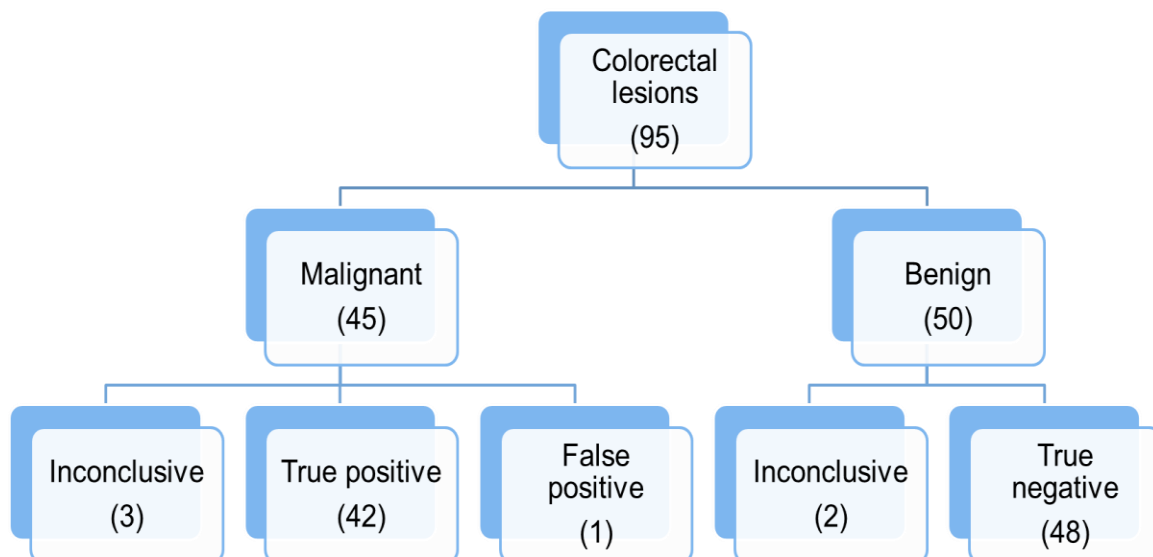 Colorectal
lesions
(95)
Malignant
(45)
Benign
(50)
Inconclusive
(3)
True positive
(42)
False
positive
(1)
Inconclusive
(2)
True
negative
(48)